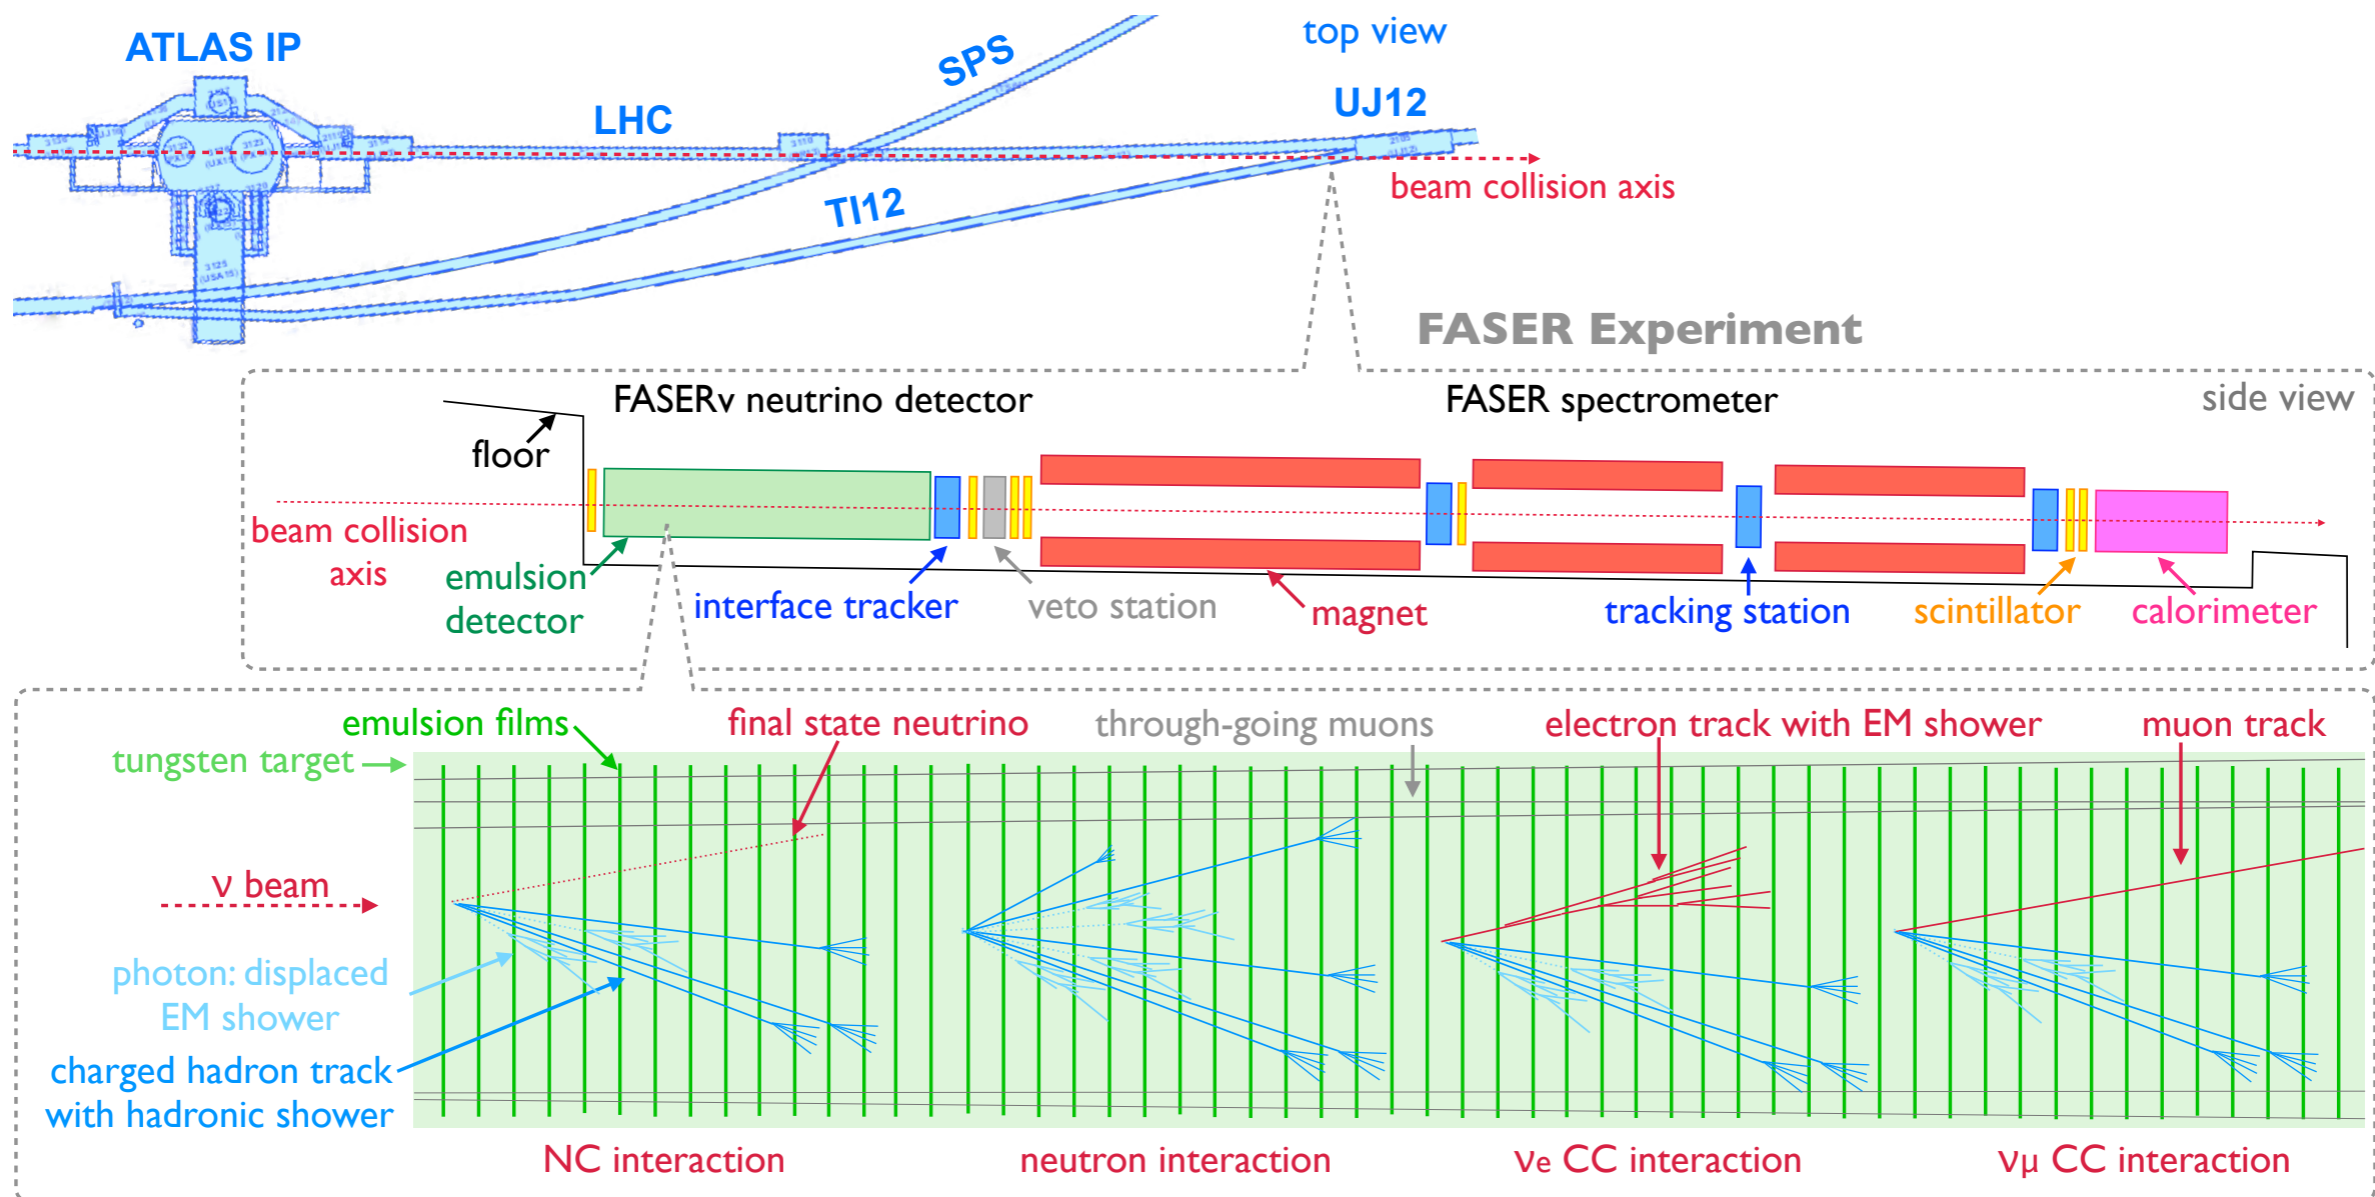 ATLAS IP
SPS
top view
LHC
UJ12
TI12
beam collision axis
FASER Experiment
FASERν neutrino detector
FASER spectrometer
side view
floor
beam collision
axis
emulsion
detector
interface tracker
veto station
magnet
tracking station
scintillator
calorimeter
emulsion films
final state neutrino
through-going muons
electron track with EM shower
muon track
tungsten target
ν beam
photon: displaced
EM shower
charged hadron track
with hadronic shower
NC interaction
neutron interaction
νe CC interaction
νμ CC interaction